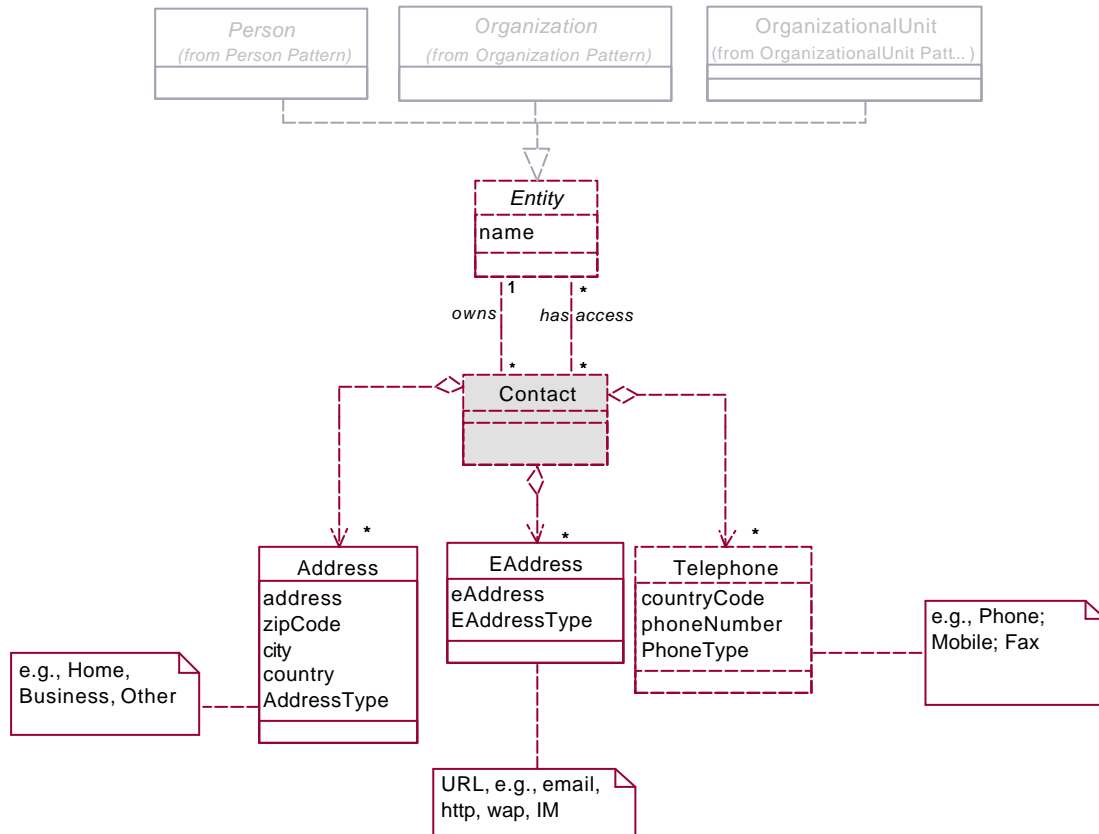 Person
(from Person Pattern)
Organization
(from Organization Pattern)
OrganizationalUnit
(from OrganizationalUnit Patt... )
Entity
name
1
*
owns
has access
*
*
Contact
*
*
*
Address
address
zipCode
city
country
AddressType
EAddress
eAddress
EAddressType
Telephone
countryCode
phoneNumber
PhoneType
e.g., Phone;
Mobile; Fax
e.g., Home,
Business, Other
URL, e.g., email,
http, wap, IM